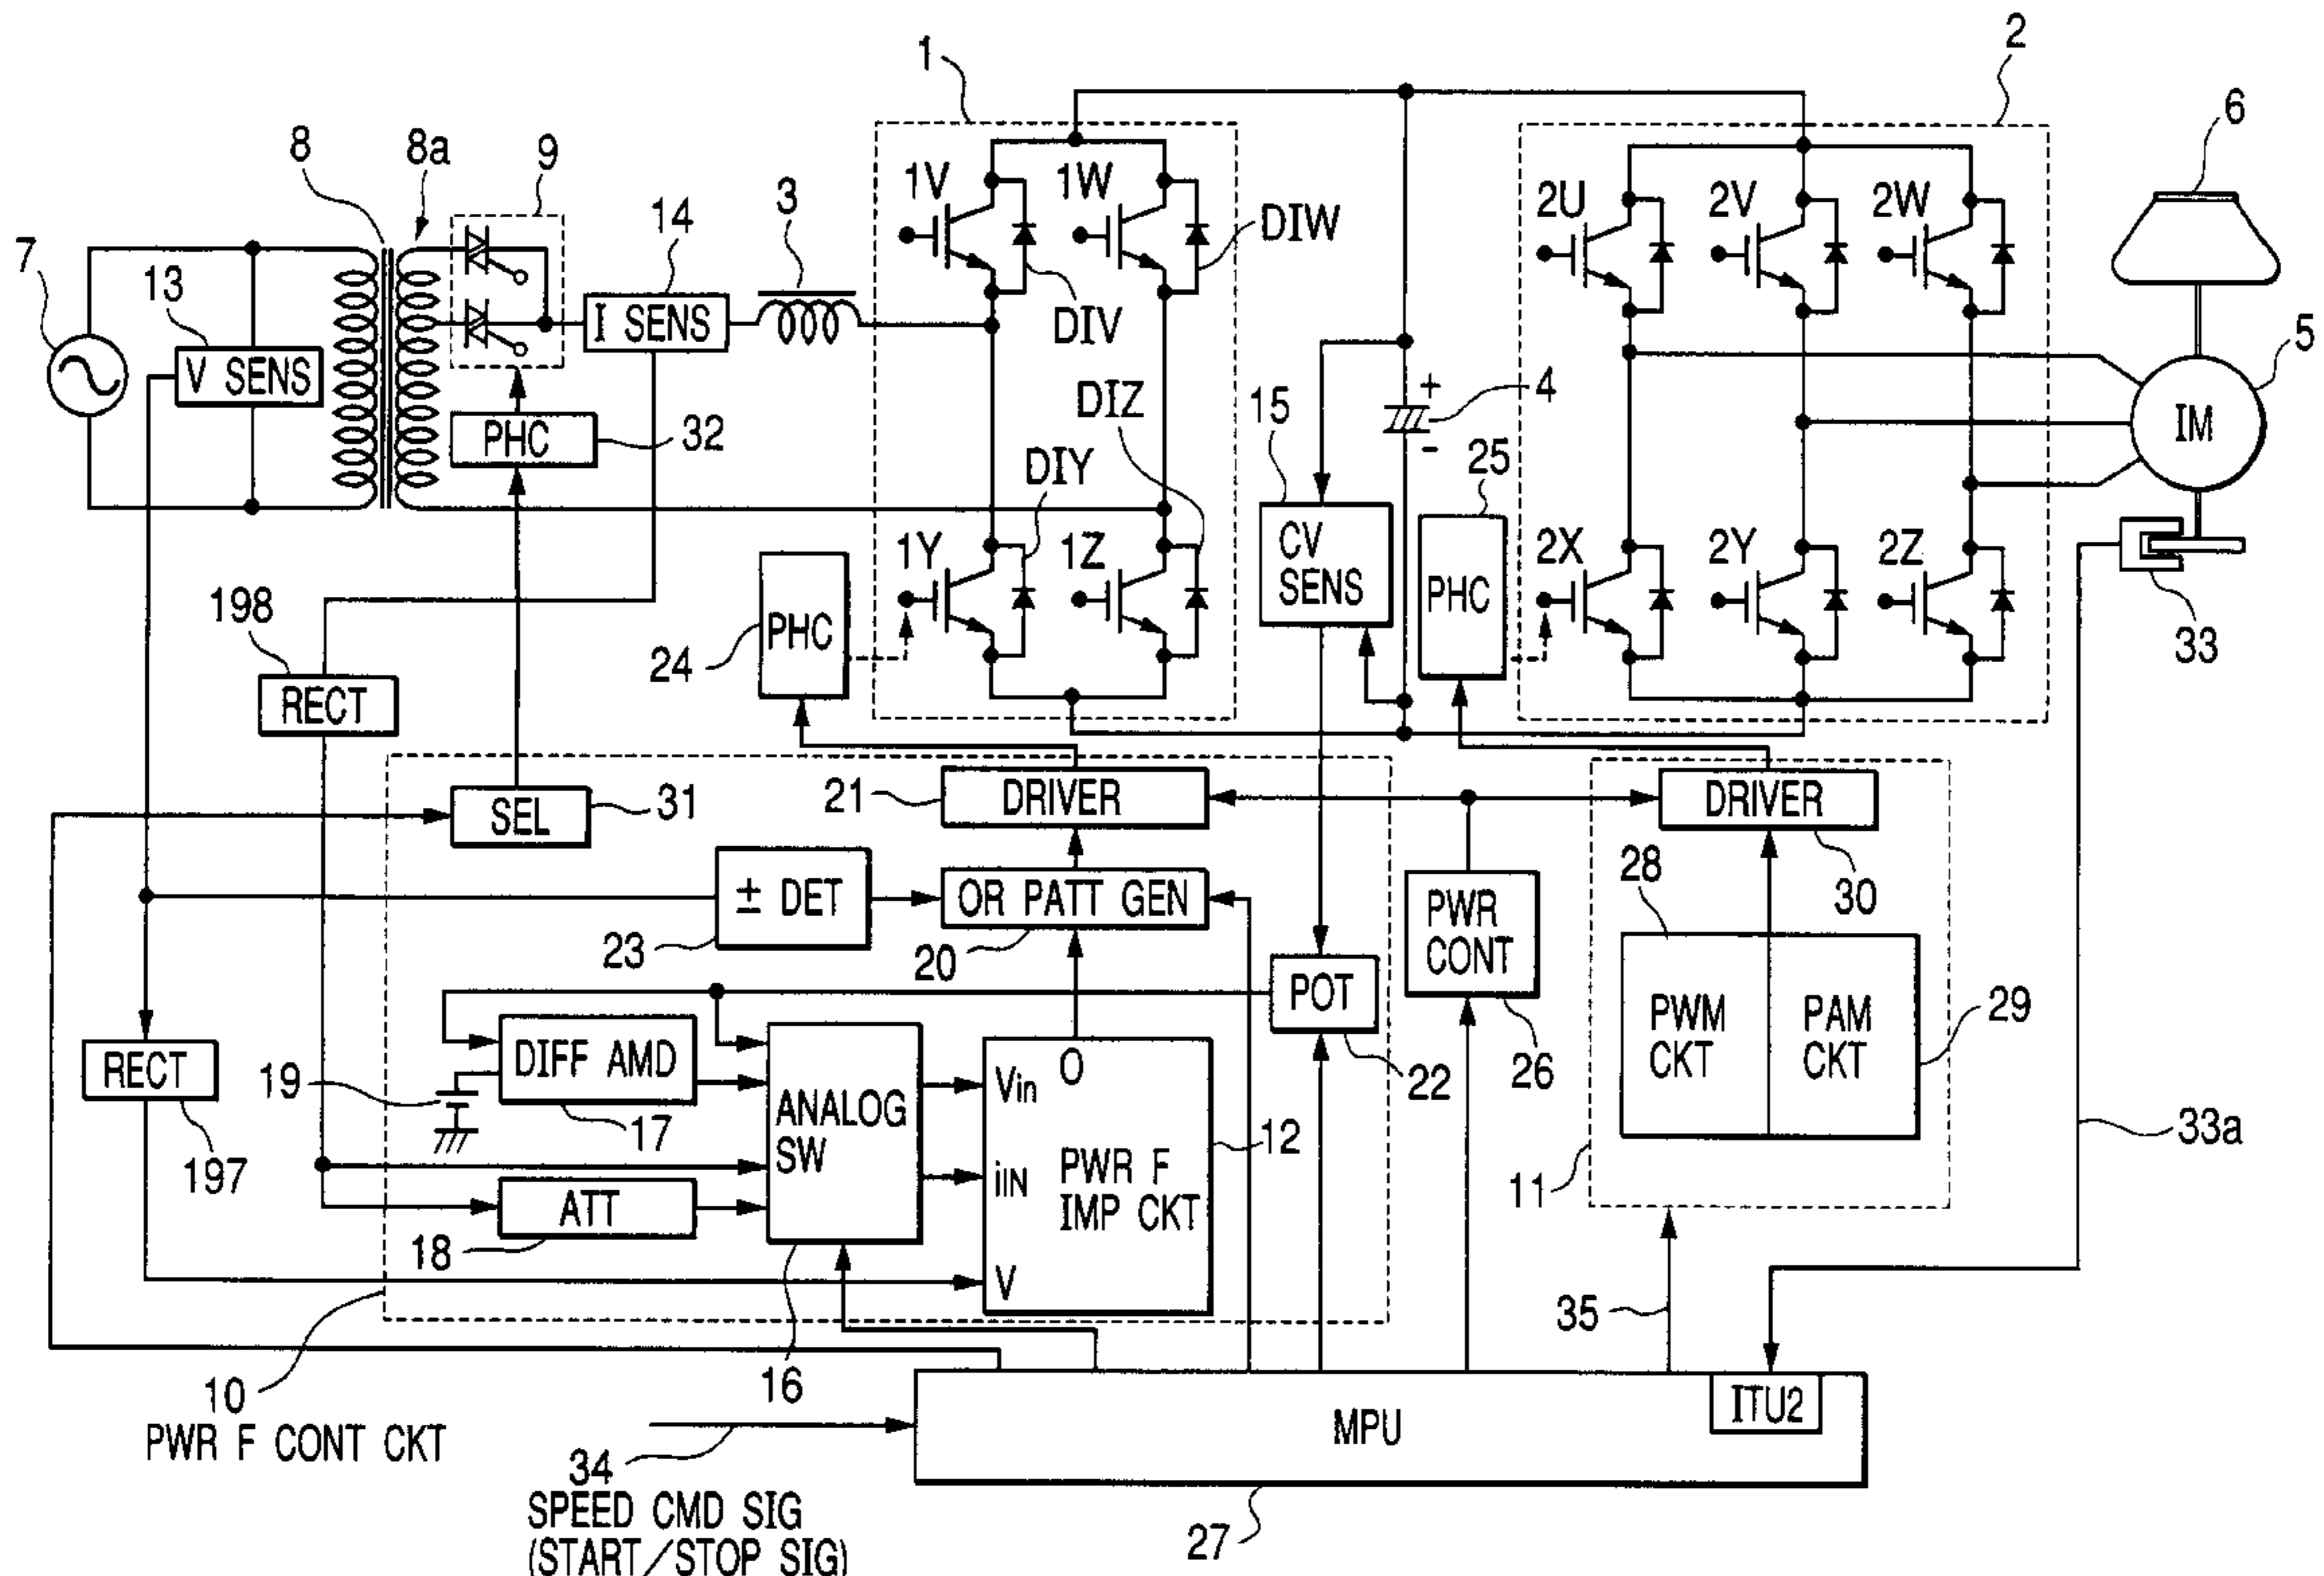 1
2
6
8
8a
9
1V
1W
2U
2V
2W
14
3
DIW
7
13
I SENS
DIV
5
V SENS
+
4
-
IM
15
DIZ
PHC
32
25
DIY
CV
SENS
PHC
1Y
1Z
2X
2Y
2Z
198
PHC
24
33
RECT
21
DRIVER
DRIVER
SEL
31
28
30
± DET
OR PATT GEN
PWR
CONT
23
20
POT
PWM
CKT
PAM
CKT
29
RECT
19
DIFF AMD
O
Vin
22
26
ANALOG
SW
12
17
33a
197
iIN
PWR F
IMP CKT
ATT
11
18
V
35
10
PWR F CONT CKT
16
ITU2
MPU
34
SPEED CMD SIG
(START/STOP SIG)
27